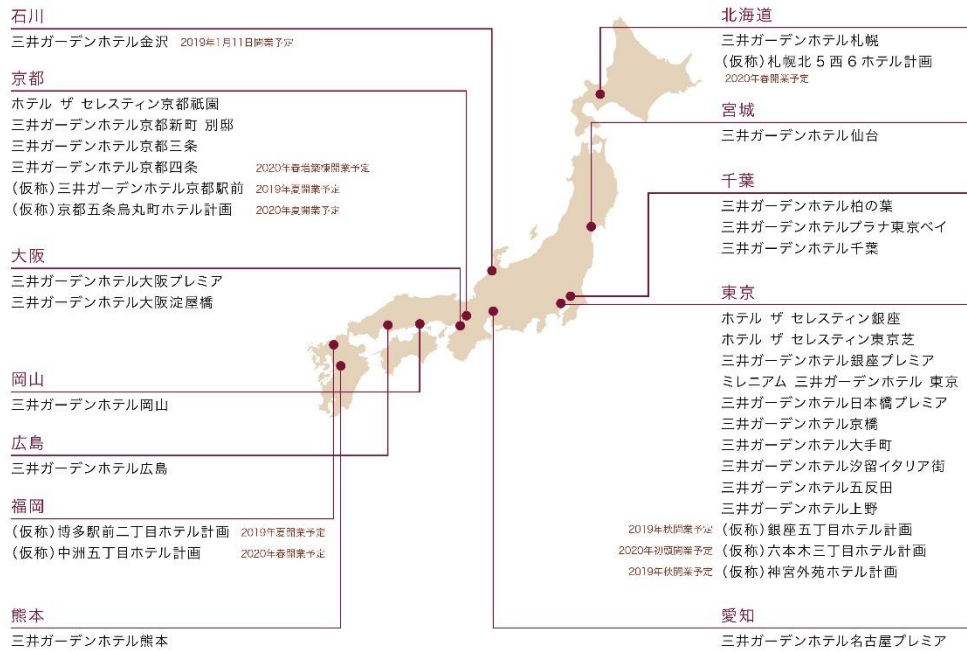 石川
三井ガーデンホテル金沢 2019年1月11日開業予定
京都
ホテル ザ セレスティン京都祇園
三井ガーデンホテル京都新町 別邸
三井ガーデンホテル京都三条
三井ガーデンホテル京都四条 2020年春増築棟開業予定
(仮称)三井ガーデンホテル京都駅前 2019年夏開業予定
(仮称)京都五条烏丸町ホテル計画 2020年夏開業予定
大阪
三井ガーデンホテル大阪プレミア
三井ガーデンホテル大阪淀屋橋
岡山
三井ガーデンホテル岡山
広島
三井ガーデンホテル広島
福岡
(仮称)博多駅前二丁目ホテル計画 2019年夏開業予定
(仮称)中洲五丁目ホテル計画 2020年春開業予定
熊本
三井ガーデンホテル熊本
北海道
三井ガーデンホテル札幌
(仮称)札幌北5西6ホテル計画
2020年春開業予定
宮城
三井ガーデンホテル仙台
千葉
三井ガーデンホテル柏の葉
三井ガーデンホテルプラナ東京ベイ
三井ガーデンホテル千葉
東京
ホテル ザ セレスティン銀座
ホテル ザ セレスティン東京芝
三井ガーデンホテル銀座プレミア
ミレニアム 三井ガーデンホテル 東京
三井ガーデンホテル日本橋プレミア
三井ガーデンホテル京橋
三井ガーデンホテル大手町
三井ガーデンホテル汐留イタリア街
三井ガーデンホテル五反田
三井ガーデンホテル上野
2019年秋開業予定 (仮称)銀座五丁目ホテル計画
2020年初頭開業予定 (仮称)六本木三丁目ホテル計画
2019年秋開業予定 (仮称)神宮外苑ホテル計画
愛知
三井ガーデンホテル名古屋プレミア